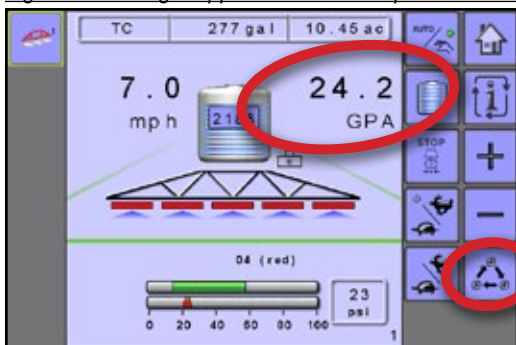 TC 277 gal 10.45 ac AUTO
7.0 24.2
mph GPA
STOP
04 (red)
23
psi
0 20 40 60 80 100
1